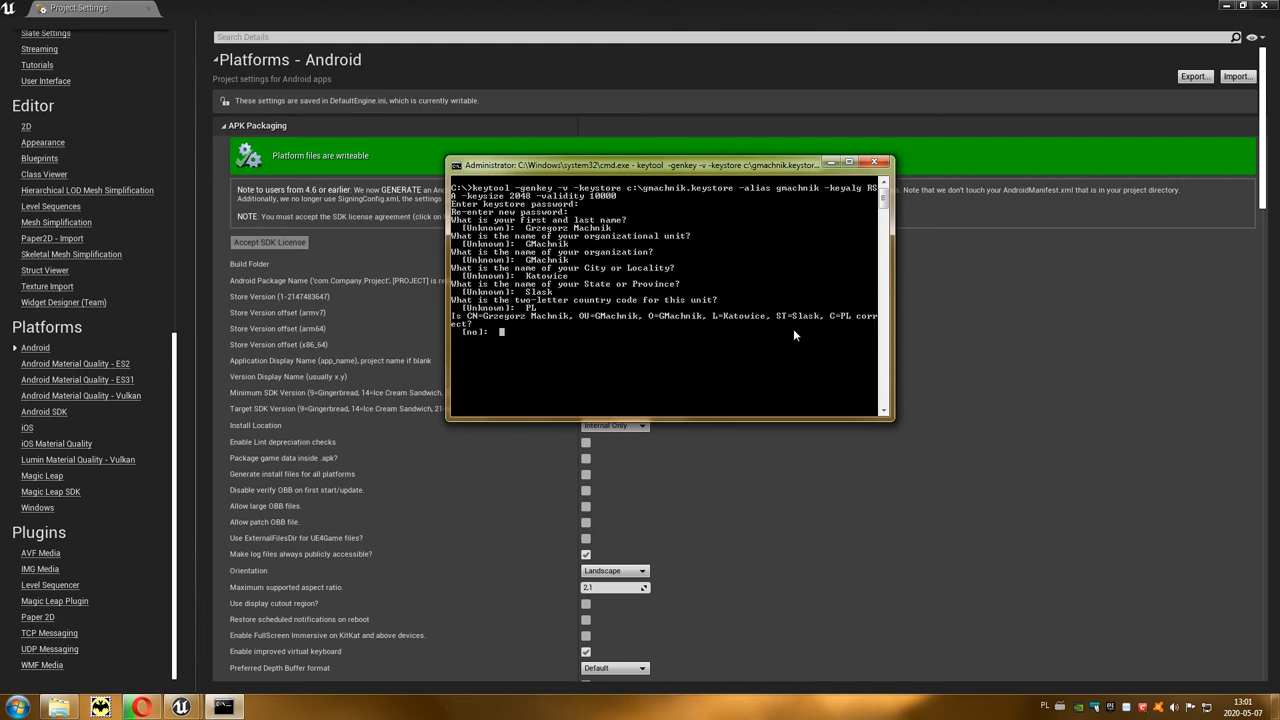 Project Settings
Slate Settings
Streaming
Tutorials
User Interface
Editor
2D
Appearance
Blueprints
Class Viewer
Hierarchical LOD Mesh Simplification
Level Sequences
Mesh Simplification
Paper2D - Import
Skeletal Mesh Simplification
Struct Viewer
Texture Import
Widget Designer (Team)
Platforms
Android
Android Material Quality - ES2
Android Material Quality - ES31
Android Material Quality - Vulkan
Android SDK
iOS
iOS Material Quality
Lumin Material Quality - Vulkan
Magic Leap
Magic Leap SDK
Windows
Plugins
AVF Media
IMG Media
Level Sequencer
Magic Leap Plugin
Paper 2D
TCP Messaging
UDP Messaging
WMF Media
Search Details
Platforms - Android
Project settings for Android apps
Export...
Import...
These settings are saved in DefaultEngine.ini, which is currently writable.
APK Packaging
Platform files are writeable
Note to users from 4.6 or earlier: We now GENERATE an Android
Note that we don't touch your AndroidManifest.xml that is in your
Additionally, we no longer use SigningConfig.xml, the settings
NOTE: You must accept the SDK license agreement (click on
Accept SDK License
Build Folder
Android Package Name ('com.Company.Project', [PROJECT] is re
Store Version (1-2147483647)
Store Version offset (armv7)
Store Version offset (arm64)
Store Version offset (x86_64)
Application Display Name (app_name), project name if blank
Version Display Name (usually x.y)
Minimum SDK Version (9=Gingerbread, 14=Ice Cream Sandwich,
Target SDK Version (9=Gingerbread, 14=Ice Cream Sandwich, 21
Install Location
Internal Only
Enable Lint depreciation checks
Package game data inside .apk?
Generate install files for all platforms
Disable verify OBB on first start/update.
Allow large OBB files.
Allow patch OBB file.
Use ExternalFilesDir for UE4Game files?
Make log files always publicly accessible?
Orientation
Landscape
Maximum supported aspect ratio.
2,1
Use display cutout region?
Restore scheduled notifications on reboot
Enable FullScreen Immersive on KitKat and above devices.
Enable improved virtual keyboard
Preferred Depth Buffer format
Default
Administrator: C:\Windows\system32\cmd.exe - keytool -genkey -v -keystore c:\gmachnik.keystor...
C:\>keytool -genkey -v -keystore c:\gmachnik.keystore -alias gmachnik -keyalg RS
A -keysize 2048 -validity 10000
Enter keystore password:
Re-enter new password:
What is your first and last name?
[Unknown]: Grzegorz Machnik
What is the name of your organizational unit?
[Unknown]: GMachnik
What is the name of your organization?
[Unknown]: GMachnik
What is the name of your City or Locality?
[Unknown]: Katowice
What is the name of your State or Province?
[Unknown]: Slask
What is the two-letter country code for this unit?
[Unknown]: PL
Is CN=Grzegorz Machnik, OU=GMachnik, O=GMachnik, L=Katowice, ST=Slask, C=PL corr
ect?
[no]:
PL
13:01
2020-05-07